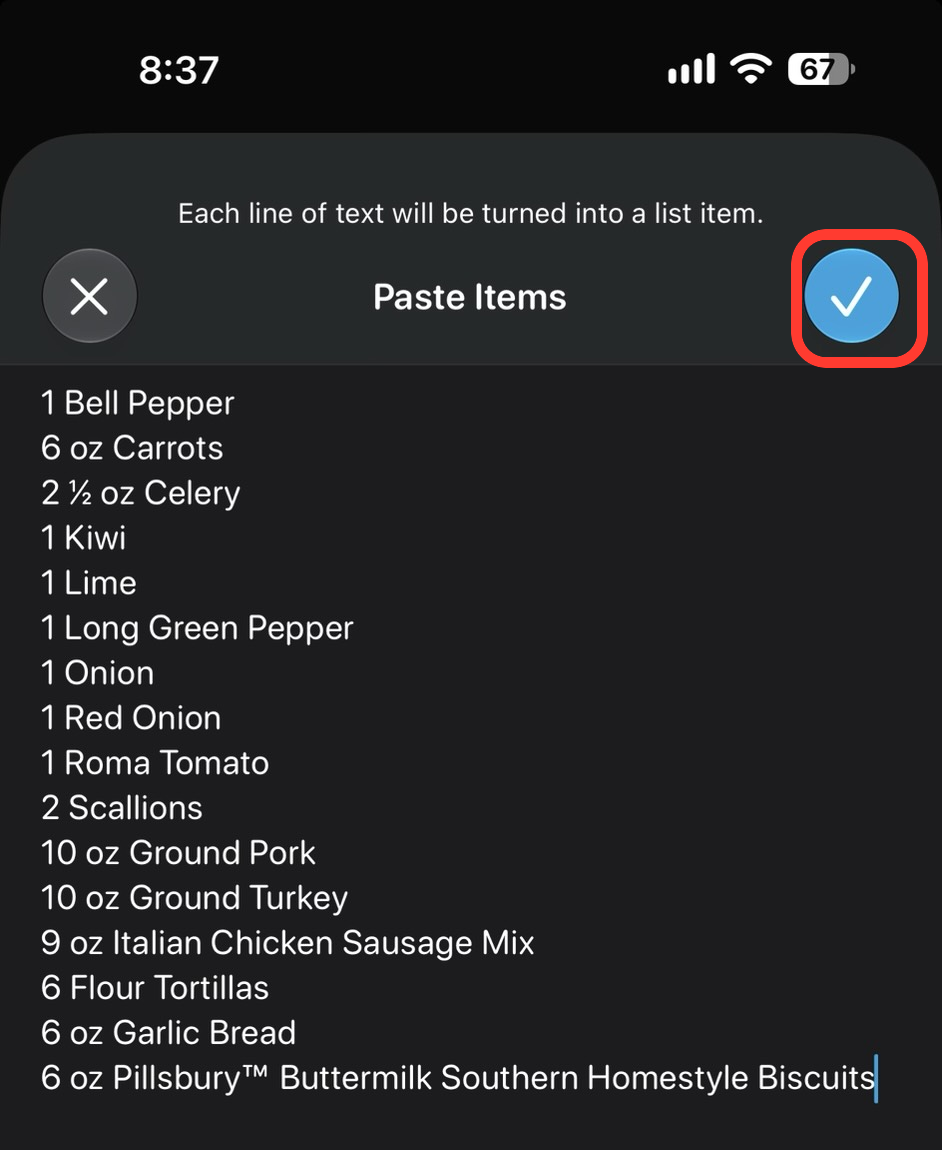 8:37
67
Each line of text will be turned into a list item.
Paste Items
1 Bell Pepper
6 oz Carrots
2 ½ oz Celery
1 Kiwi
1 Lime
1 Long Green Pepper
1 Onion
1 Red Onion
1 Roma Tomato
2 Scallions
10 oz Ground Pork
10 oz Ground Turkey
9 oz Italian Chicken Sausage Mix
6 Flour Tortillas
6 oz Garlic Bread
6 oz Pillsbury™ Buttermilk Southern Homestyle Biscuits